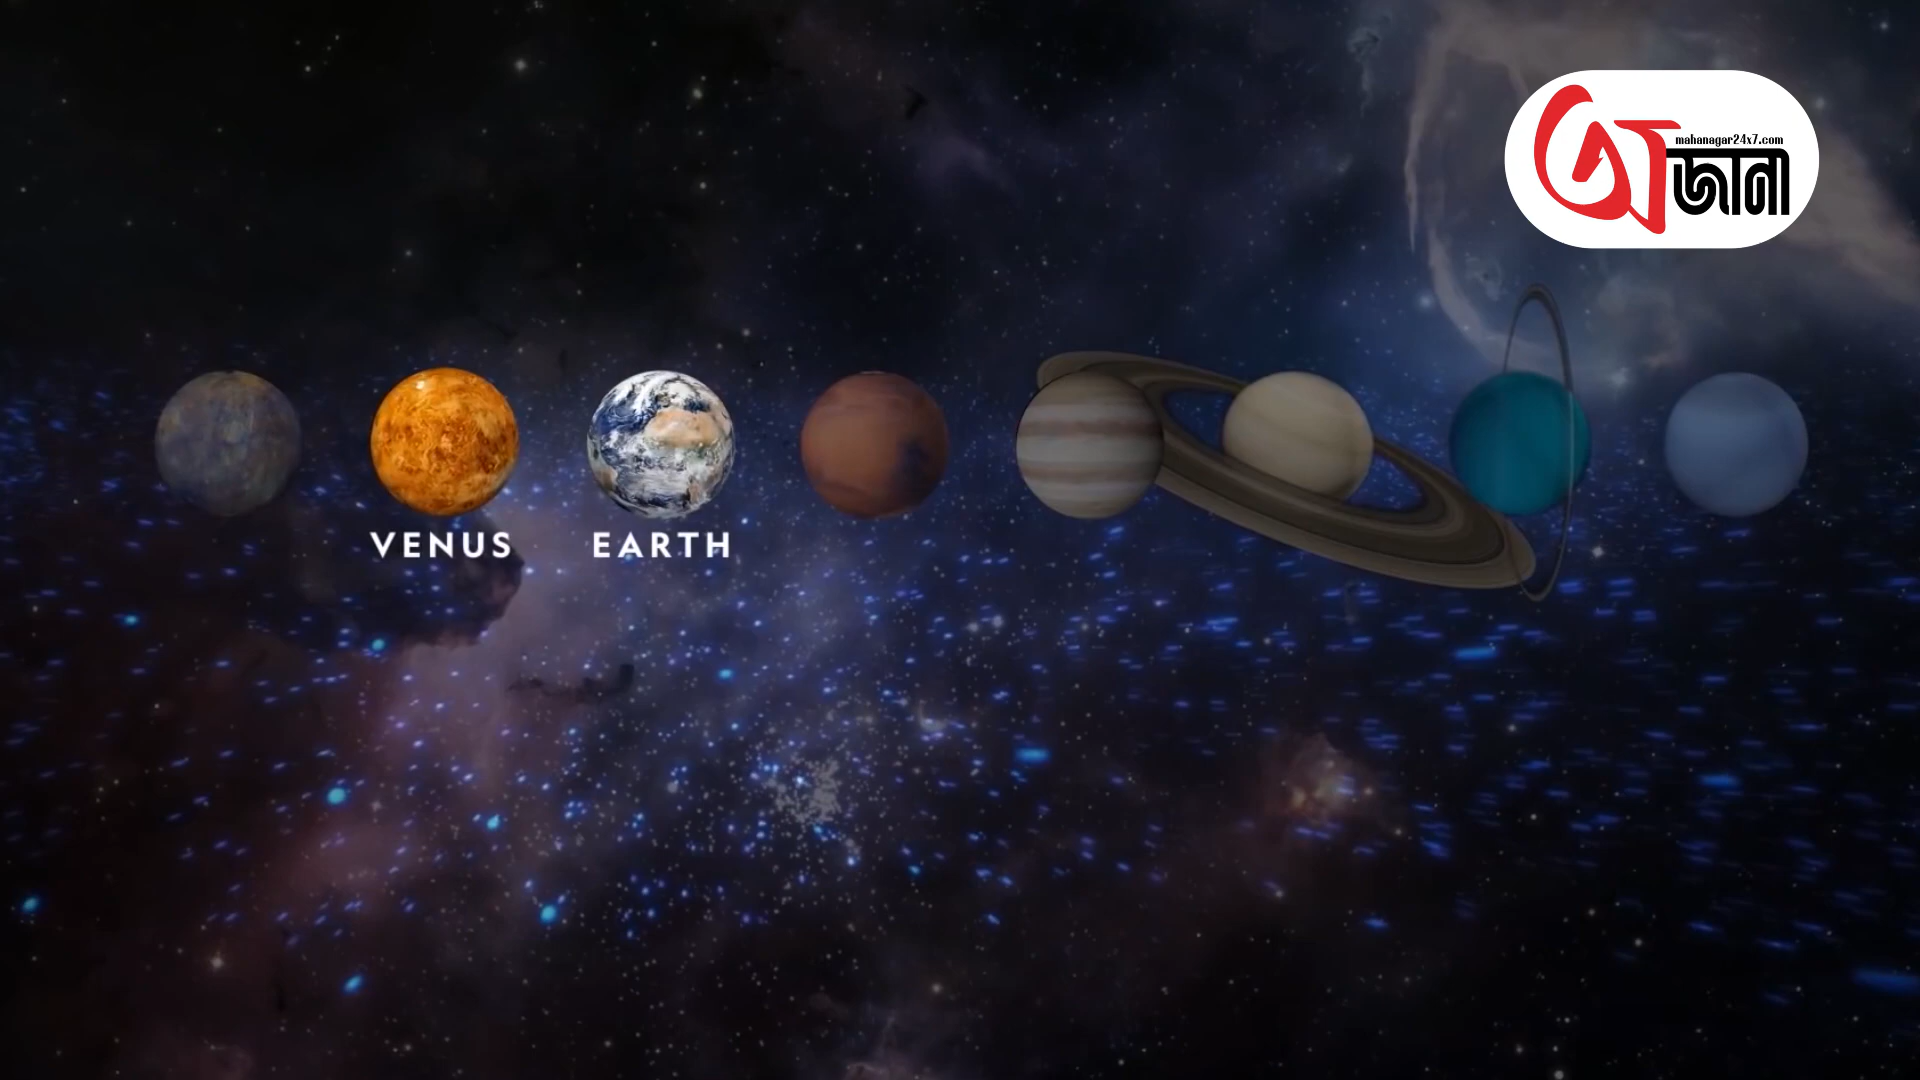 mahanagar24x7.com
অজানা
VENUS
EARTH